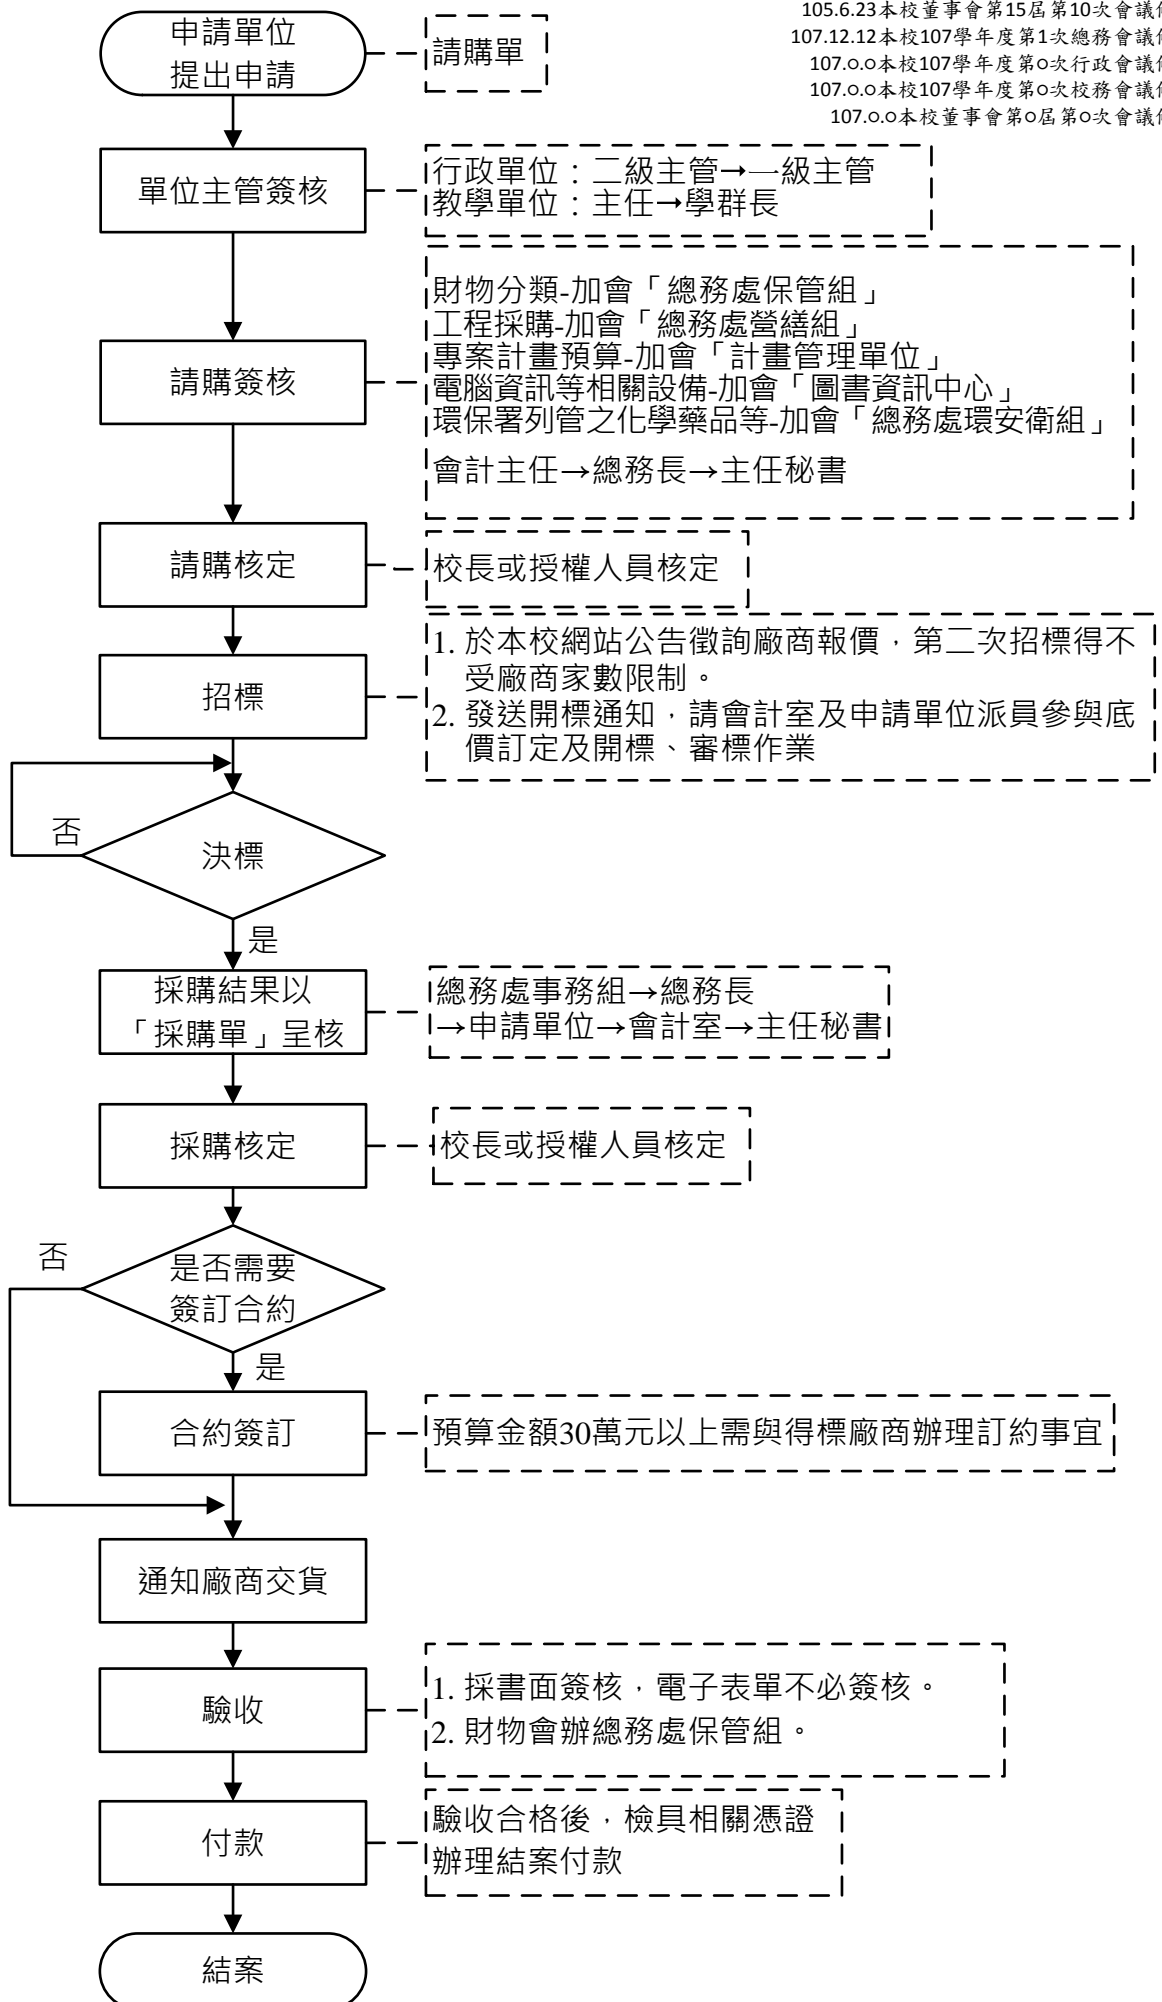 105.6.23本校董事會第15屆第10次會議
107.12.12本校107學年度第1次總務會議
107.0.0本校107學年度第0次行政會議
107.0.0本校107學年度第0次校務會議
107.0.0本校董事會第0屆第0次會議
申請單位
提出申請
請購單
單位主管簽核
行政單位：二級主管→一級主管
教學單位：主任→學群長
請購簽核
財物分類-加會「總務處保管組」
工程採購-加會「總務處營繕組」
專案計畫預算-加會「計畫管理單位」
電腦資訊等相關設備-加會「圖書資訊中心」
環保署列管之化學藥品等-加會「總務處環安衛組」
會計主任→總務長→主任秘書
請購核定
校長或授權人員核定
招標
1. 於本校網站公告徵詢廠商報價，第二次招標得不
受廠商家數限制。
2. 發送開標通知，請會計室及申請單位派員參與底
價訂定及開標、審標作業
否
決標
是
採購結果以
「採購單」呈核
總務處事務組→總務長
→申請單位→會計室→主任秘書
採購核定
校長或授權人員核定
否
是否需要
簽訂合約
是
合約簽訂
預算金額30萬元以上需與得標廠商辦理訂約事宜
通知廠商交貨
驗收
1. 採書面簽核，電子表單不必簽核。
2. 財物會辦總務處保管組。
付款
驗收合格後，檢具相關憑證
辦理結案付款
結案